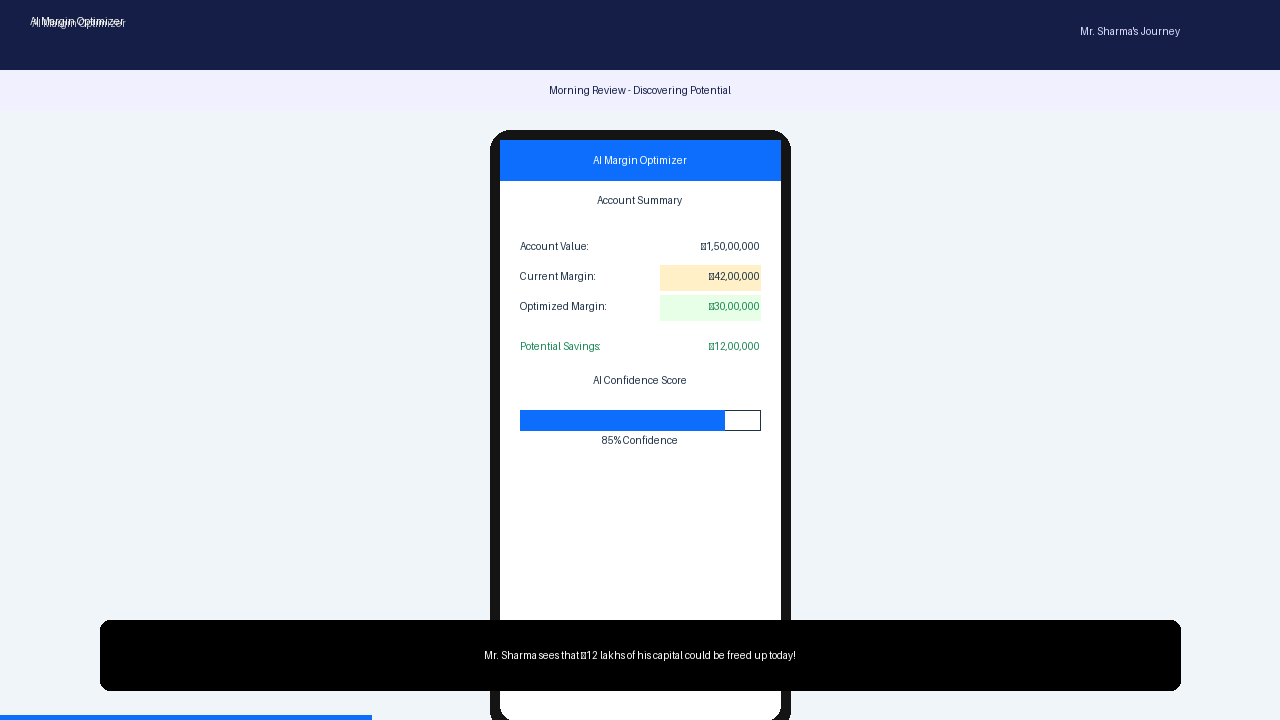 AI Margin Optimizer
Mr. Sharma's Journey
Morning Review - Discovering Potential
AI Margin Optimizer
Account Summary
Account Value: 1,50,00,000
Current Margin: 42,00,000
Optimized Margin: 30,00,000
Potential Savings: 12,00,000
AI Confidence Score
85% Confidence
Mr. Sharma sees that 12 lakhs of his capital could be freed up today!